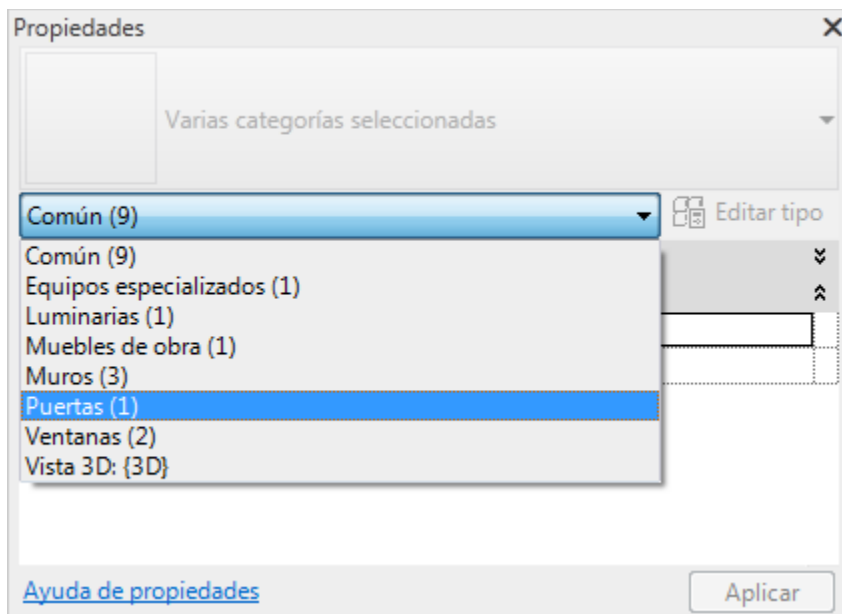 Propiedades
Varias categorías seleccionadas
Común (9)
Editar tipo
Común (9)
Equipos especializados (1)
Luminarias (1)
Muebles de obra (1)
Muros (3)
Puertas (1)
Ventanas (2)
Vista 3D: {3D}
Ayuda de propiedades
Aplicar